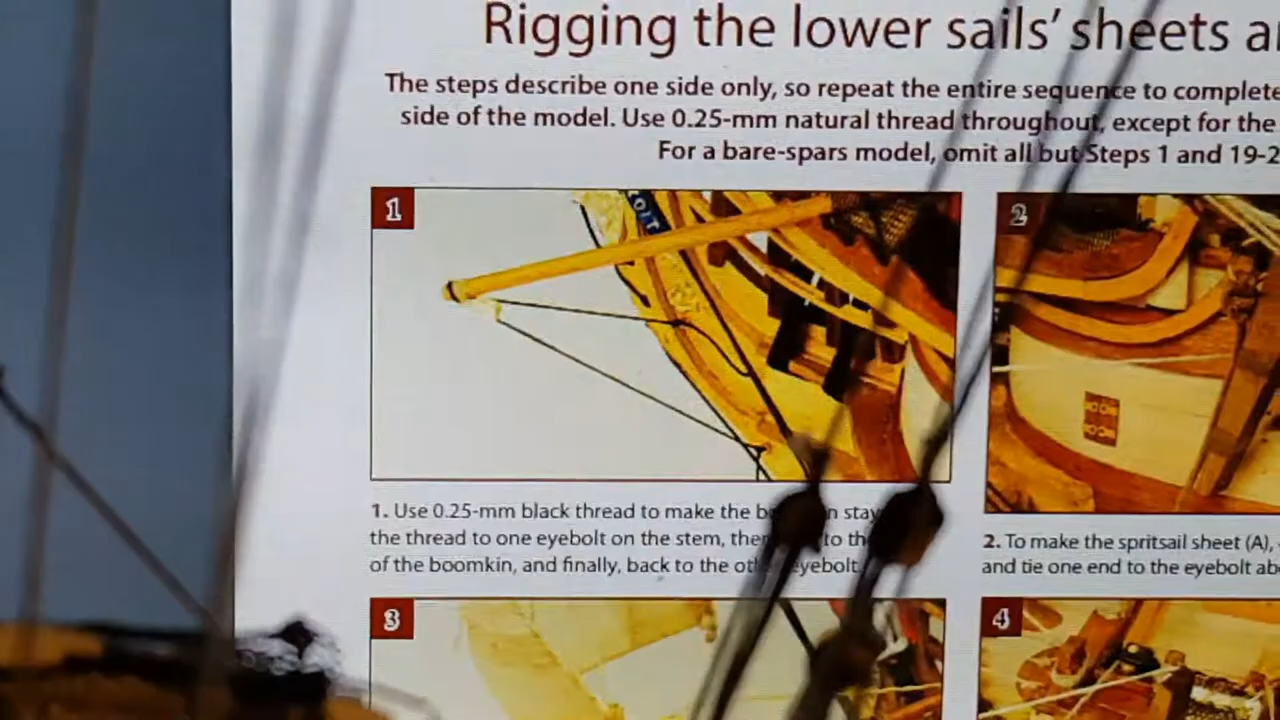 Rigging the lower sails' sheets
The steps describe one side only, so repeat the entire sequence to complete
side of the model. Use 0.25-mm natural thread throughout, except for the
For a bare-spars model, omit all but Steps 1 and 19-2
1
2
1. Use 0.25-mm black thread to make the stay
the thread to one eyebolt on the stem, to
of the boomkin, and finally, back to the eyebolt.
2. To make the spritsail sheet (A),
and tie one end to the eyebolt
3
4